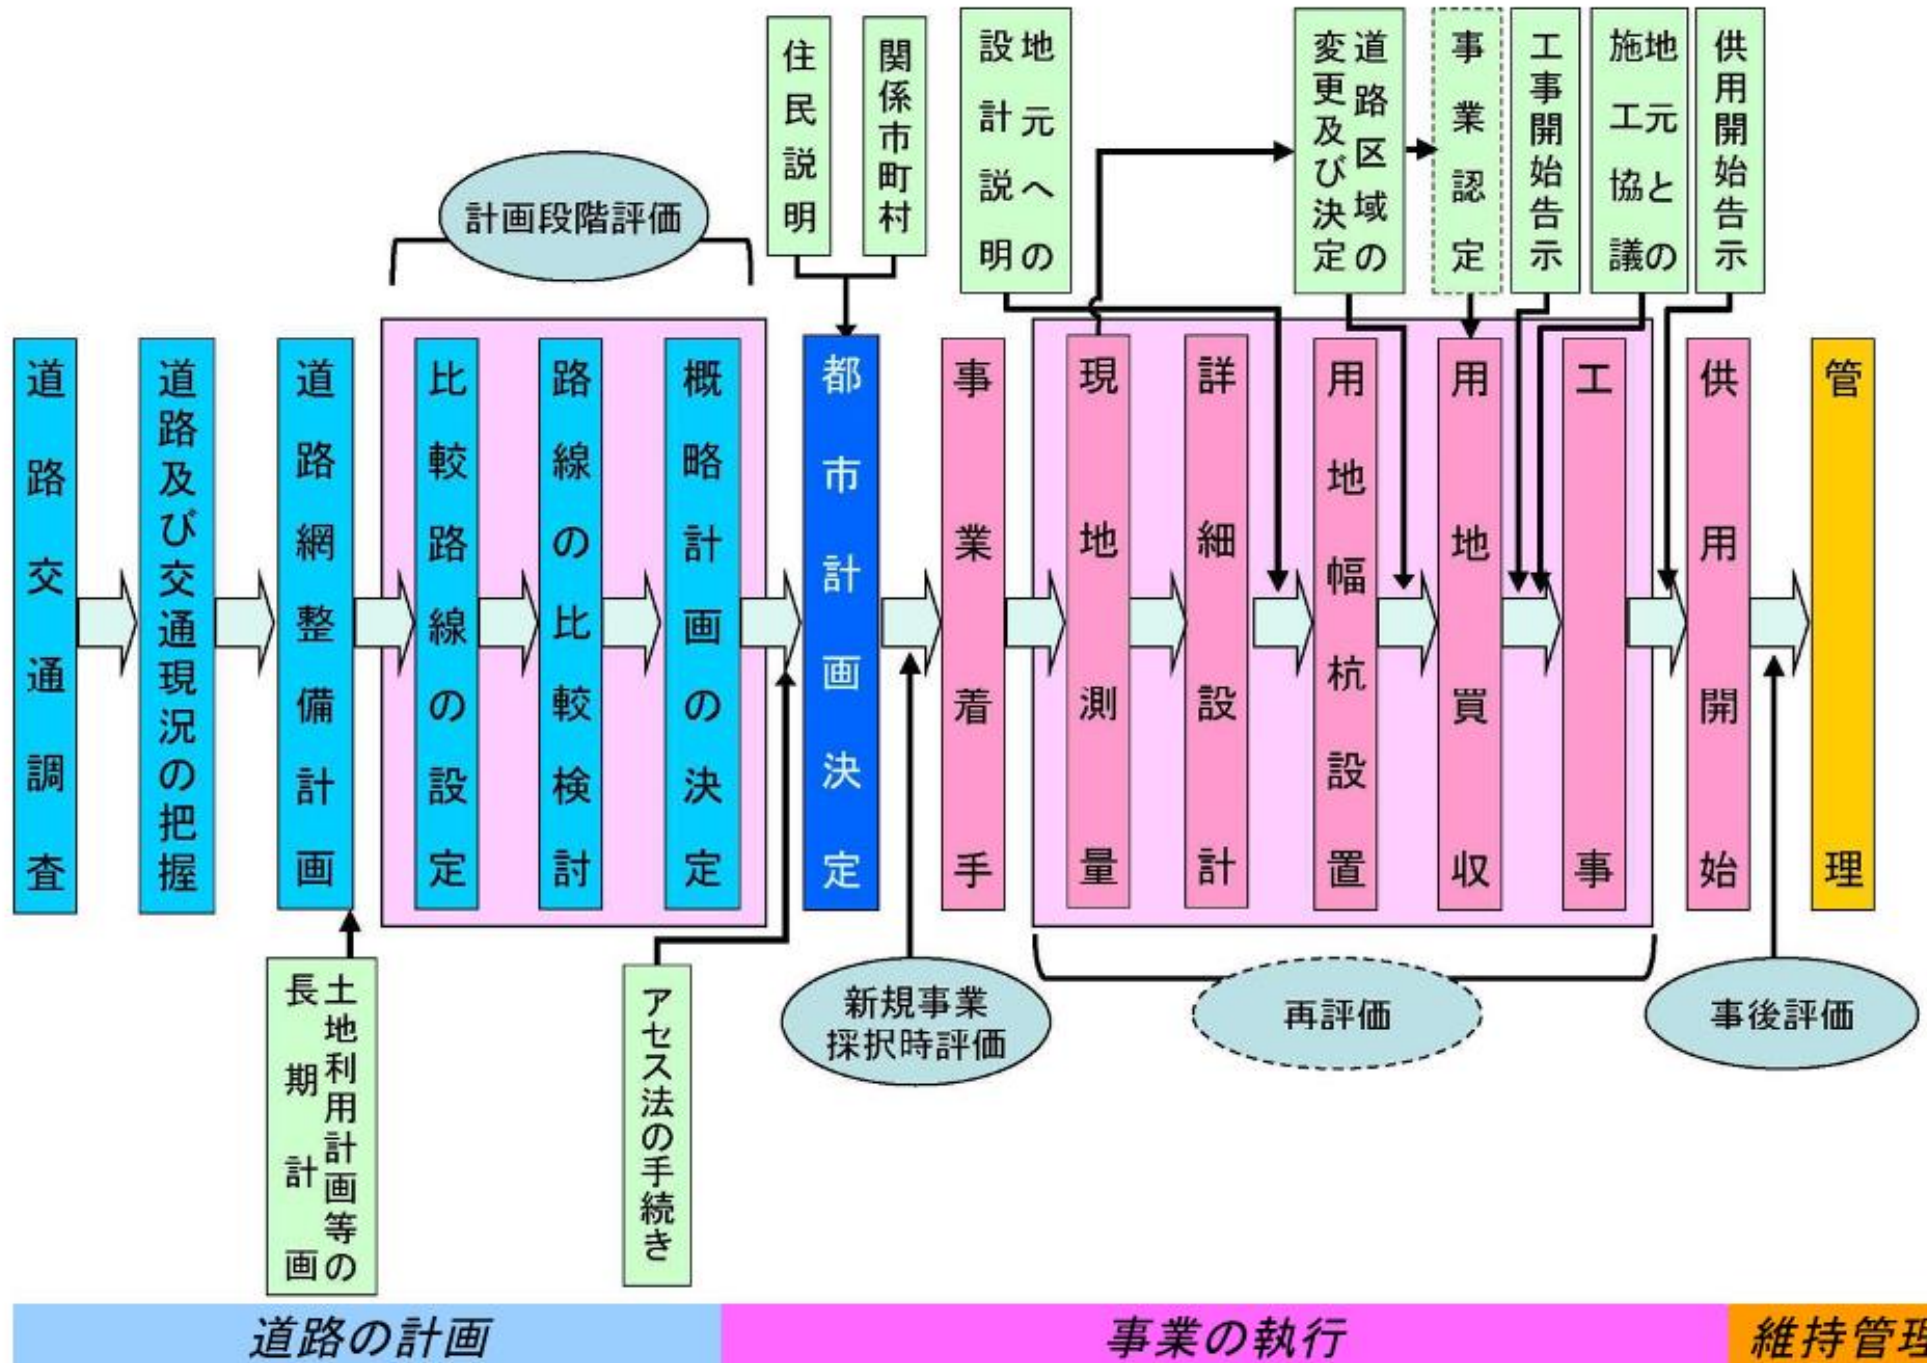 住民説明
関係市町村
地元への
設計説明
道路区域の
変更及び決定
事業認定
工事開始告示
地元との
施工協議
供用開始告示
計画段階評価
道路交通調査
道路及び交通現況の把握
道路網整備計画
比較路線の設定
路線の比較検討
概略計画の決定
都市計画決定
事業着手
現地測量
詳細設計
用地幅杭設置
用地買収
工事
供用開始
管理
土地利用計画等の
長期計画
アセス法の手続き
新規事業
採択時評価
再評価
事後評価
道路の計画
事業の執行
維持管理